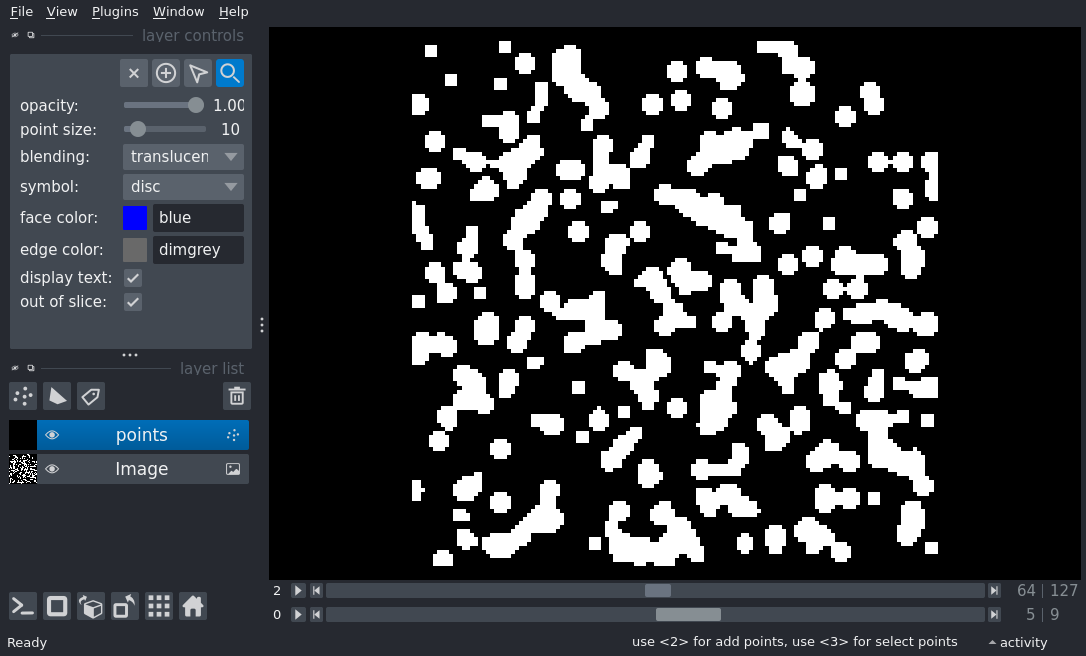 File View Plugins Window Help
layer controls
opacity: 1.00
point size: 10
blending: translucen
symbol: disc
face color: blue
edge color: dimgrey
display text:
out of slice:
layer list
points
Image
2 64 | 127
0 5 | 9
Ready use <2> for add points, use <3> for select points activity